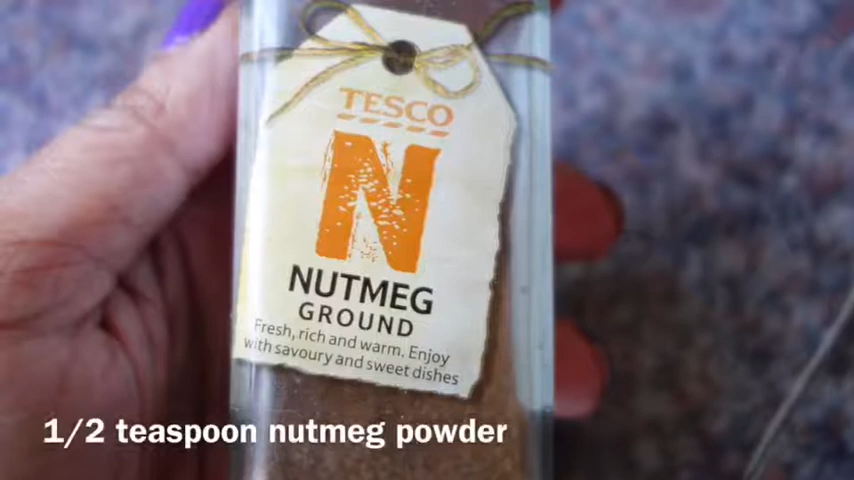 TESCO
N
NUTMEG
GROUND
Fresh, rich and warm. Enjoy
with savoury and sweet dishes
1/2 teaspoon nutmeg powder